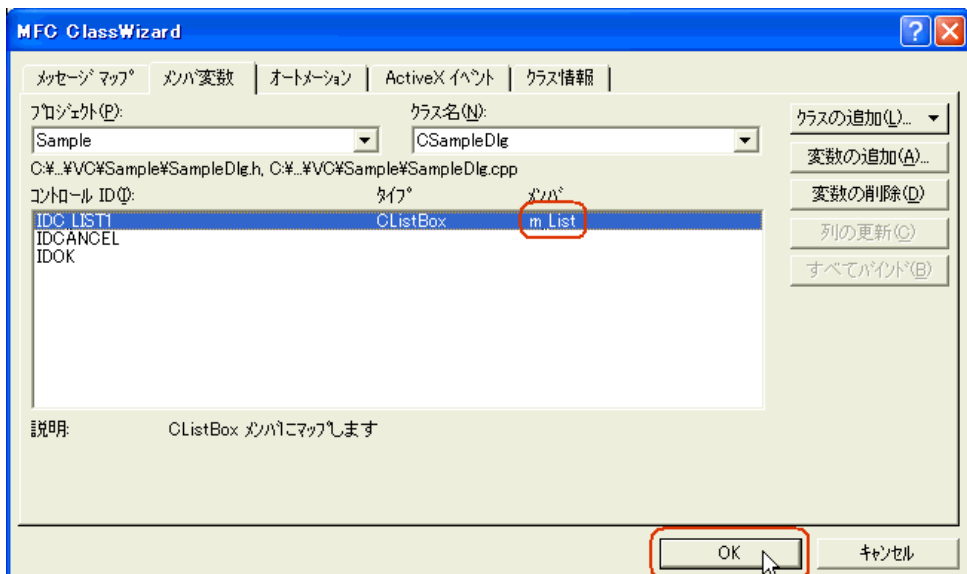 MFC ClassWizard
メッセージ マップ メンバ変数 オートメーション ActiveX イベント クラス情報
プロジェクト(P): クラス名(N):
Sample CSampleDlg
クラスの追加(L)...
変数の追加(A)...
C:¥...¥VC¥Sample¥SampleDlg.h, C:¥...¥VC¥Sample¥SampleDlg.cpp
コントロール ID(I): タイプ メンバ
変数の削除(D)
IDC_LIST1 CListBox m_List
IDCANCEL
IDOK
列の更新(C)
すべてバインド(B)
説明: CListBox メンバにマップします
OK キャンセル